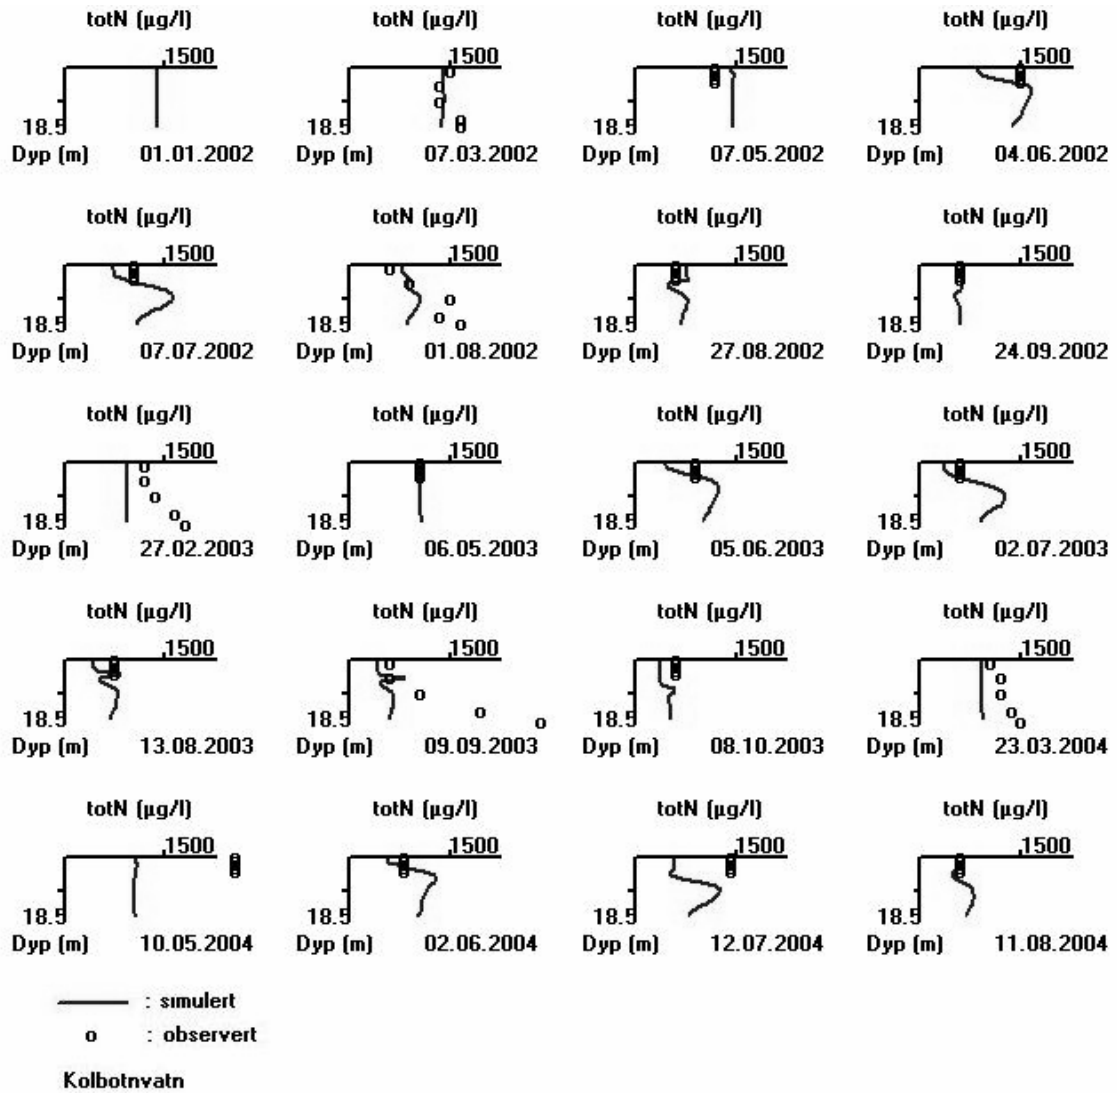 totN (µg/l) totN (µg/l) totN (µg/l) totN (µg/l)
1500 1500 1500 1500
18.5 18.5 18.5 18.5
Dyp (m) 01.01.2002 Dyp (m) 07.03.2002 Dyp (m) 07.05.2002 Dyp (m) 04.06.2002
totN (µg/l) totN (µg/l) totN (µg/l) totN (µg/l)
1500 1500 1500 1500
18.5 18.5 18.5 18.5
Dyp (m) 07.07.2002 Dyp (m) 01.08.2002 Dyp (m) 27.08.2002 Dyp (m) 24.09.2002
totN (µg/l) totN (µg/l) totN (µg/l) totN (µg/l)
1500 1500 1500 1500
18.5 18.5 18.5 18.5
Dyp (m) 27.02.2003 Dyp (m) 06.05.2003 Dyp (m) 05.06.2003 Dyp (m) 02.07.2003
totN (µg/l) totN (µg/l) totN (µg/l) totN (µg/l)
1500 1500 1500 1500
18.5 18.5 18.5 18.5
Dyp (m) 13.08.2003 Dyp (m) 09.09.2003 Dyp (m) 08.10.2003 Dyp (m) 23.03.2004
totN (µg/l) totN (µg/l) totN (µg/l) totN (µg/l)
1500 1500 1500 1500
18.5 18.5 18.5 18.5
Dyp (m) 10.05.2004 Dyp (m) 02.06.2004 Dyp (m) 12.07.2004 Dyp (m) 11.08.2004
: simulert
: observert
Kolbotnvatn